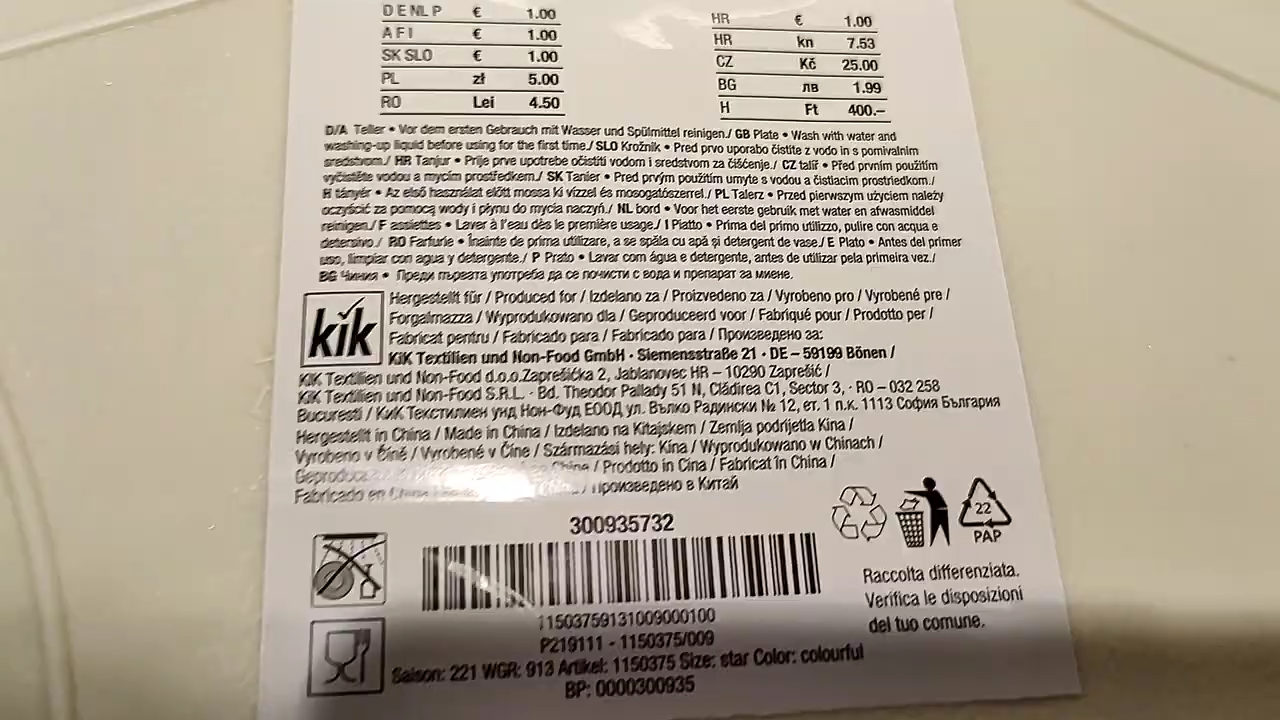 D E NL P € 1.00
A F I € 1.00
SK SLO € 1.00
PL zł 5.00
RO Lei 4.50
HR € 1.00
HR kn 7.53
CZ Kč 25.00
BG лв 1.99
H Ft 400.–
D/A Teller • Vor dem ersten Gebrauch mit Wasser und Spülmittel reinigen./ GB Plate • Wash with water and
washing-up liquid before using for the first time./ SLO Krožnik • Pred prvo uporabo čistite z vodo in s pomivalnim
sredstvom./ HR Tanjur • Prije prve upotrebe očistiti vodom i sredstvom za čišćenje./ CZ talíř • Před prvním použitím
vyčistěte vodou a mycím prostředkem./ SK Tanier • Pred prvým použitím umyte s vodou a čistiacim prostriedkom./
H tányér • Az első használat előtt mossa ki vízzel és mosogatószerrel./ PL Talerz • Przed pierwszym użyciem należy
oczyścić za pomocą wody i płynu do mycia naczyń./ NL bord • Voor het eerste gebruik met water en afwasmiddel
reinigen./ F assiettes • Laver à l'eau dès le première usage./ I Piatto • Prima del primo utilizzo, pulire con acqua e
detersivo./ RO Farfurie • Înainte de prima utilizare, a se spăla cu apă și detergent de vase./ E Plato • Antes del primer
uso, limpiar con agua y detergente./ P Prato • Lavar com água e detergente, antes de utilizar pela primeira vez./
BG Чиния • Преди първата употреба да се почисти с вода и препарат за миене.
kik
Hergestellt für / Produced for / Izdelano za / Proizvedeno za / Vyrobeno pro / Vyrobené pre /
Forgalmazza / Wyprodukowano dla / Geproduceerd voor / Fabriqué pour / Prodotto per /
Fabricat pentru / Fabricado para / Fabricado para / Произведено за:
KiK Textilien und Non-Food GmbH · Siemensstraße 21 · DE – 59199 Bönen /
KiK Textilien und Non-Food d.o.o.Zaprešićka 2, Jablanovec HR – 10290 Zaprešić /
KiK Textilien und Non-Food S.R.L. · Bd. Theodor Pallady 51 N, Clădirea C1, Sector 3, · RO – 032 258
Bucuresti / КиК Текстилиен унд Нон-Фуд ЕООД ул. Вълко Радински № 12, ет. 1 п.к. 1113 София България
Hergestellt in China / Made in China / Izdelano na Kitajskem / Zemlja podrijetla Kina /
Vyrobeno v Číně / Vyrobené v Číne / Származási hely: Kína / Wyprodukowano w Chinach /
China / Prodotto in Cina / Fabricat în China /
Fabricado en China / Произведено в Китай
300935732
11503759131009000100
P219111 - 1150375/009
Saison: 221 WGR: 913 Artikel: 1150375 Size: star Color: colourful
BP: 0000300935
22
PAP
Raccolta differenziata.
Verifica le disposizioni
del tuo comune.